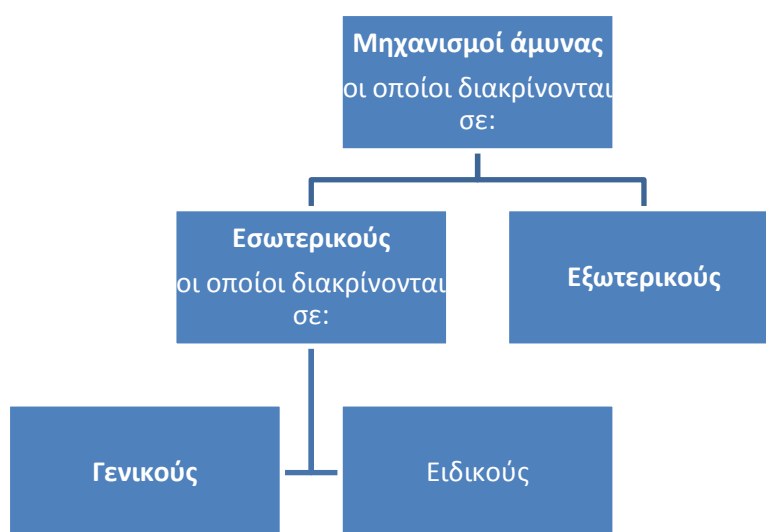 Μηχανισμοί άμυνας
οι οποίοι διακρίνονται
σε:
Εσωτερικούς
οι οποίοι διακρίνονται
σε:
Εξωτερικούς
Γενικούς
Ειδικούς